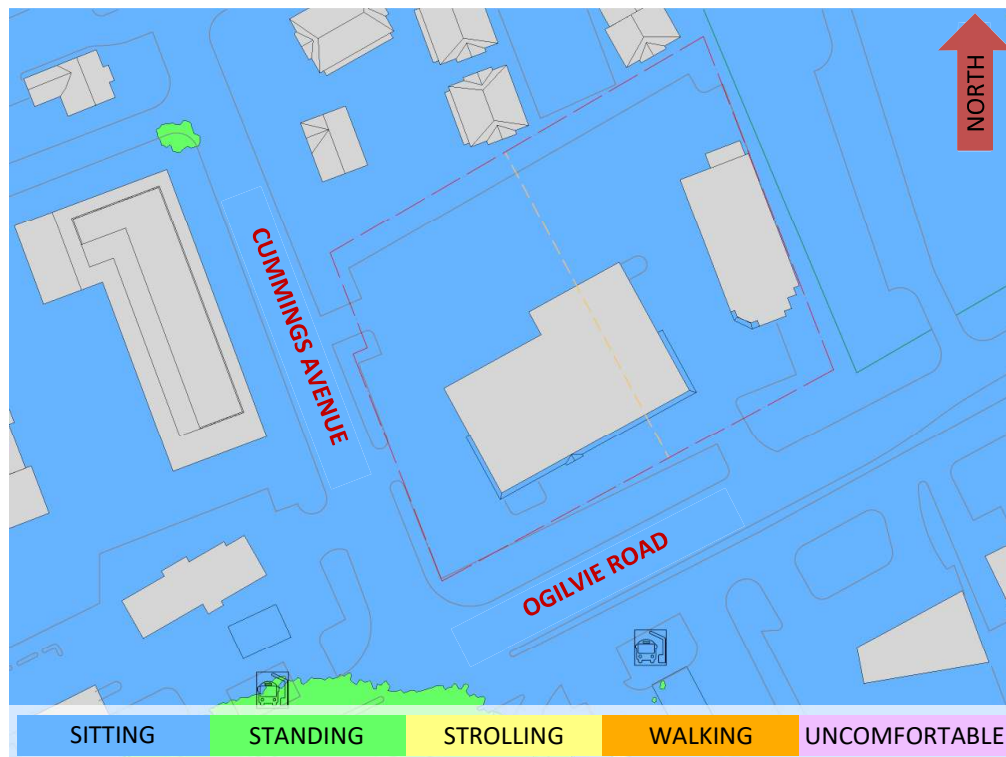 NORTH
CUMMINGS AVENUE
OGILVIE ROAD
SITTING
STANDING
STROLLING
WALKING
UNCOMFORTABLE